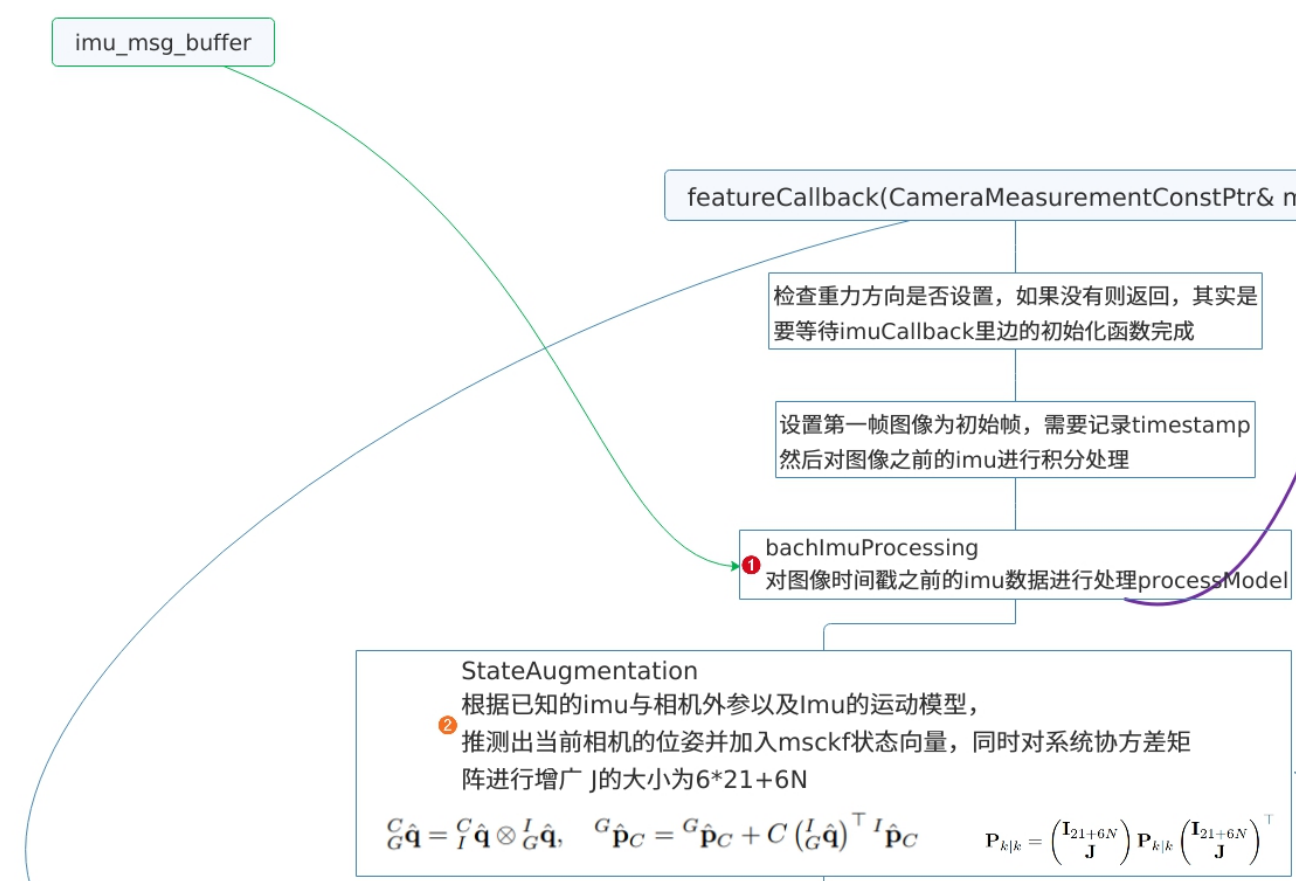 imu_msg_buffer
featureCallback(CameraMeasurementConstPtr& m
检查重力方向是否设置，如果没有则返回，其实是
要等待imuCallback里边的初始化函数完成
设置第一帧图像为初始帧，需要记录timestamp
然后对图像之前的imu进行积分处理
1
bachImuProcessing
对图像时间戳之前的imu数据进行处理processModel
StateAugmentation
根据已知的imu与相机外参以及Imu的运动模型，
2
推测出当前相机的位姿并加入msckf状态向量，同时对系统协方差矩
阵进行增广 J的大小为6*21+6N
${}^{C}_{G}\hat{\mathbf{q}} = {}^{C}_{I}\hat{\mathbf{q}} \otimes {}^{I}_{G}\hat{\mathbf{q}}, \quad {}^{G}\hat{\mathbf{p}}_{C} = {}^{G}\hat{\mathbf{p}}_{C} + C\left({}^{I}_{G}\hat{\mathbf{q}}\right)^{\top} {}^{I}\hat{\mathbf{p}}_{C}$
$\mathbf{P}_{k|k} = \begin{pmatrix} \mathbf{I}_{21+6N} \\ \mathbf{J} \end{pmatrix} \mathbf{P}_{k|k} \begin{pmatrix} \mathbf{I}_{21+6N} \\ \mathbf{J} \end{pmatrix}^{\top}$